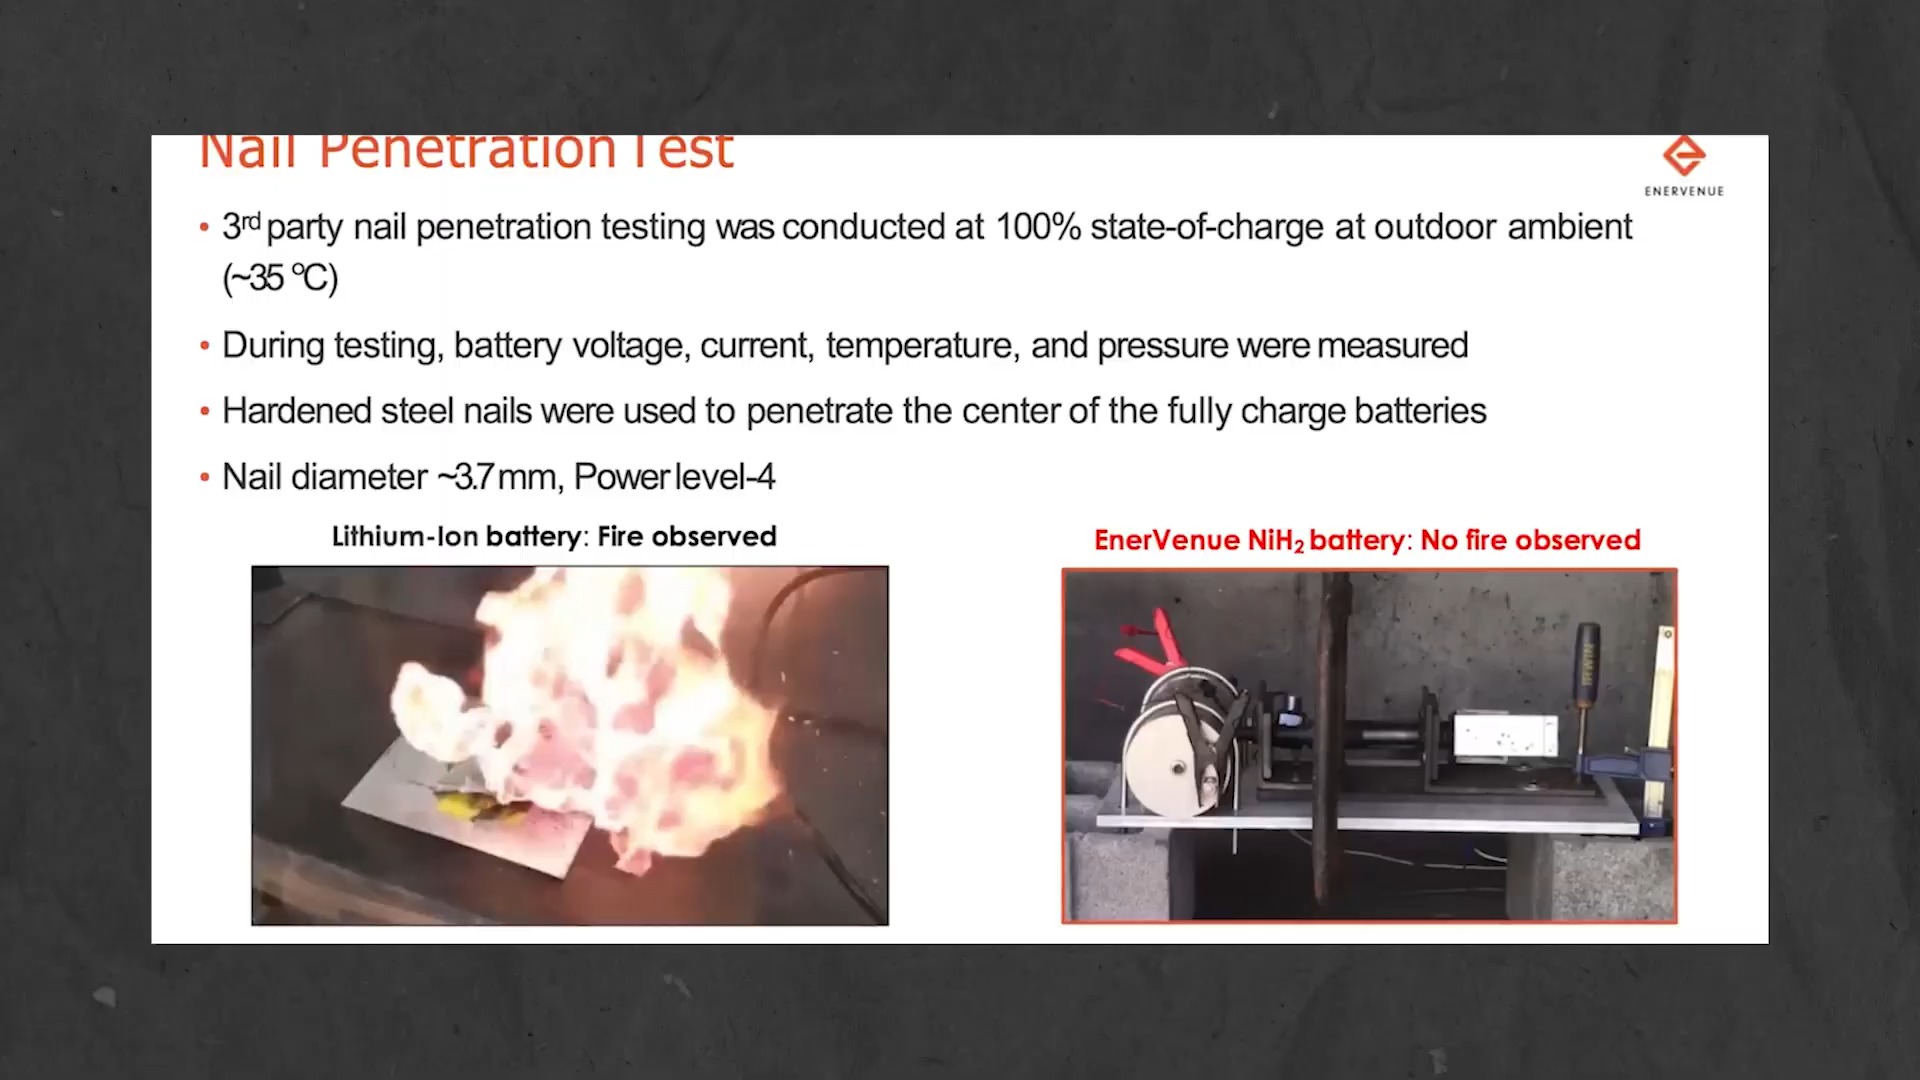 Nail Penetration Test
ENERVENUE
• 3rd party nail penetration testing was conducted at 100% state-of-charge at outdoor ambient
(~35 °C)
• During testing, battery voltage, current, temperature, and pressure were measured
• Hardened steel nails were used to penetrate the center of the fully charge batteries
• Nail diameter ~3.7mm, Power level-4
Lithium-Ion battery: Fire observed
EnerVenue NiH₂ battery: No fire observed
IRWIN